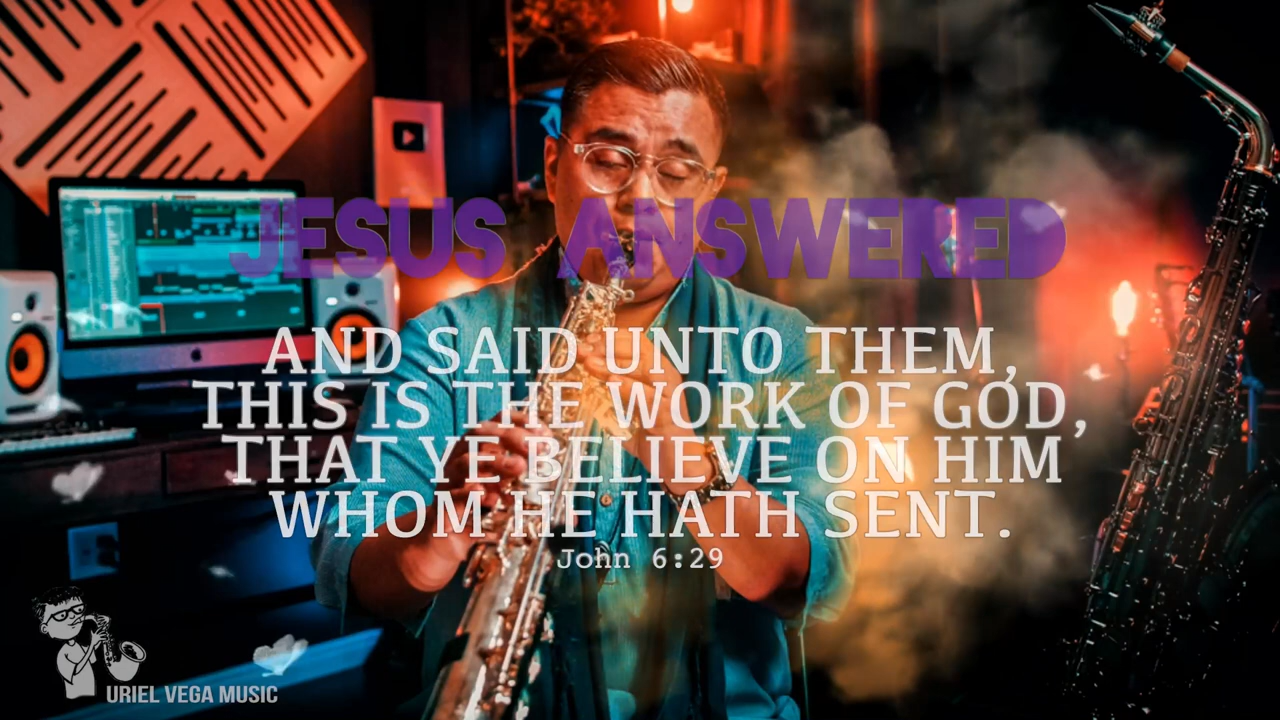 JESUS ANSWERED
AND SAID UNTO THEM,
THIS IS THE WORK OF GOD,
THAT YE BELIEVE ON HIM
WHOM HE HATH SENT.
John 6:29
URIEL VEGA MUSIC